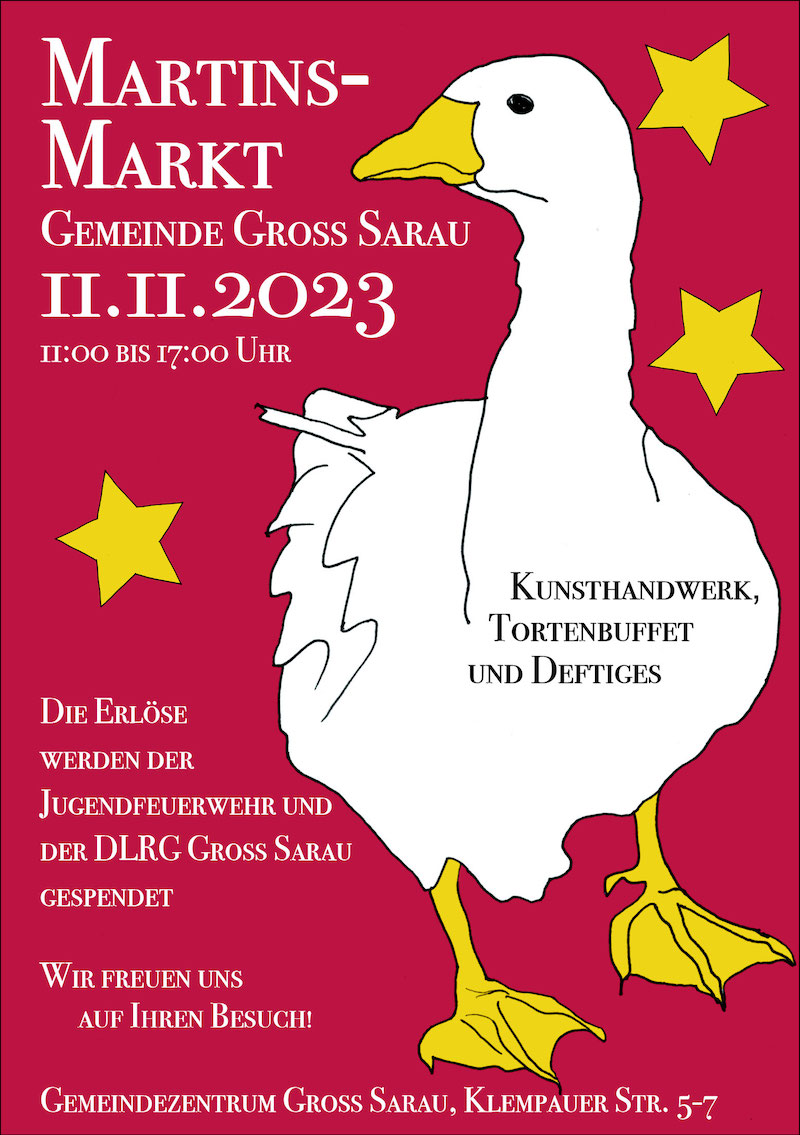 Martins-
Markt
Gemeinde Gross Sarau
11.11.2023
11:00 bis 17:00 Uhr
Kunsthandwerk,
Tortenbuffet
und Deftiges
Die Erlöse
werden der
Jugendfeuerwehr und
der DLRG Gross Sarau
gespendet
Wir freuen uns
auf Ihren Besuch!
Gemeindezentrum Gross Sarau, Klempauer Str. 5-7